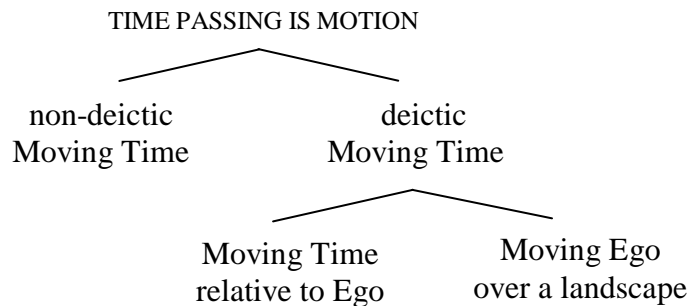 TIME PASSING IS MOTION
non-deictic
Moving Time
deictic
Moving Time
Moving Time
relative to Ego
Moving Ego
over a landscape